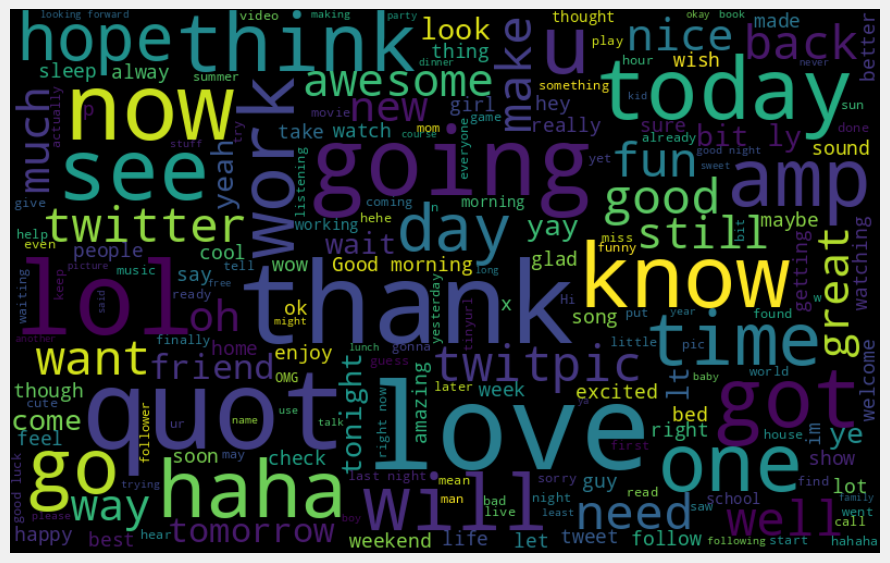 looking forward
video
making
party
okay
book
hope
think
look
thought
nice
made
back
better
u
play
thing
wish
never
make
hour
sleep
alway
summer
awesome
something
today
dinner
now
much
actually
p
work
try
movie
new
girl
hey
kid
sun
mom
game
really
sure
bit ly
done
take
watch
course
everyone
already
stuff
see
yeah
listening
going
yet
fun
good night
sound
sweet
amp
give
coming
morning
good
twitter
hehe
n
day
yay
still
bit
maybe
help
working
miss
even
people
wait
funny
cool
wow
Good morning
glad
know
getting
watching
great
tell
long
music
say
picture
free
Hi
waiting
keep
said
lol
ready
thank
yesterday
tinyurl
x
w
oh
ok
song
put
year
found
might
time
another
finally
little
pic
home
lunch
gonna
want
friend
enjoy
guess
twitpic
world
welcome
OMG
later
week
lt
baby
though
cute
tonight
right now
amazing
excited
ya
got
quot
name
use
love
bed
come
follower
ur
talk
right
house
im
ye
feel
first
go
soon
check
one
show
may
last night
mean
sorry
guy
read
find
lot
good luck
trying
haha
man
will
night
saw
school
family
way
bad
live
least
need
well
went
please
boy
call
happy
best
hear
tomorrow
weekend
life
let
tweet
follow
following
start
hahaha